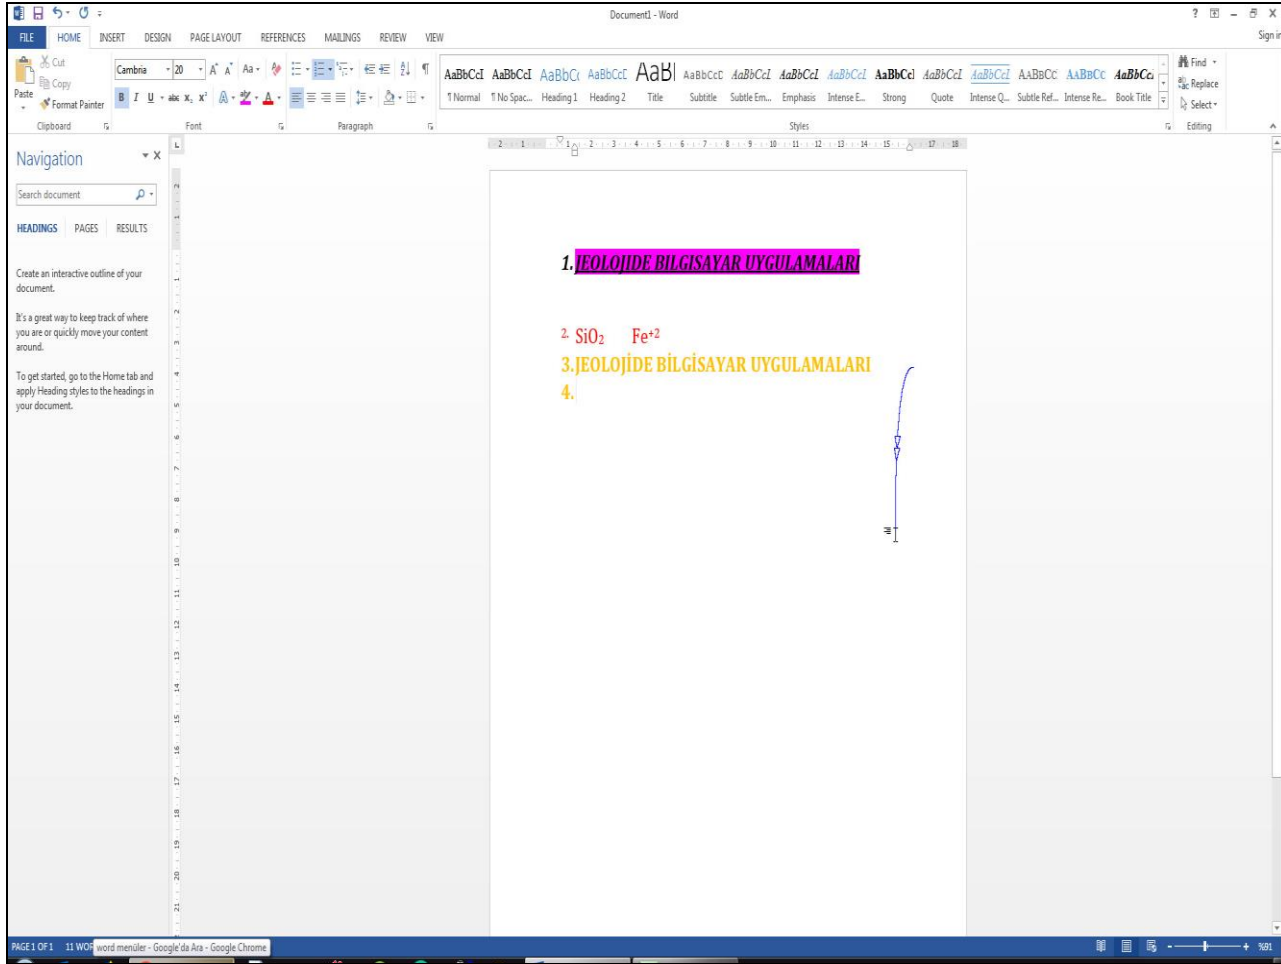 Document1 - Word
FILE HOME INSERT DESIGN PAGE LAYOUT REFERENCES MAILINGS REVIEW VIEW Sign in
Cut
Copy
Format Painter
Paste
Cambria 20
Clipboard Font Paragraph Styles Editing
AaBbCcI AaBbCcI AaBbCc AaBbCcE AaBl AaBbCcD AaBbCcI AaBbCcI AaBbCcI AaBbCcI AaBbCcI AaBbCcI AABBCC AABBCC AaBbCc
¶ Normal ¶ No Spac... Heading 1 Heading 2 Title Subtitle Subtle Em... Emphasis Intense E... Strong Quote Intense Q... Subtle Ref... Intense Re... Book Title
Find
Replace
Select
Navigation
Search document
HEADINGS PAGES RESULTS
Create an interactive outline of your
document.
It's a great way to keep track of where
you are or quickly move your content
around.
To get started, go to the Home tab and
apply Heading styles to the headings in
your document.
1. JEOLOJIDE BILGISAYAR UYGULAMALARI
2. SiO₂ Fe⁺²
3. JEOLOJİDE BİLGİSAYAR UYGULAMALARI
4.
PAGE 1 OF 1 11 WOR word menüler - Google'da Ara - Google Chrome %91